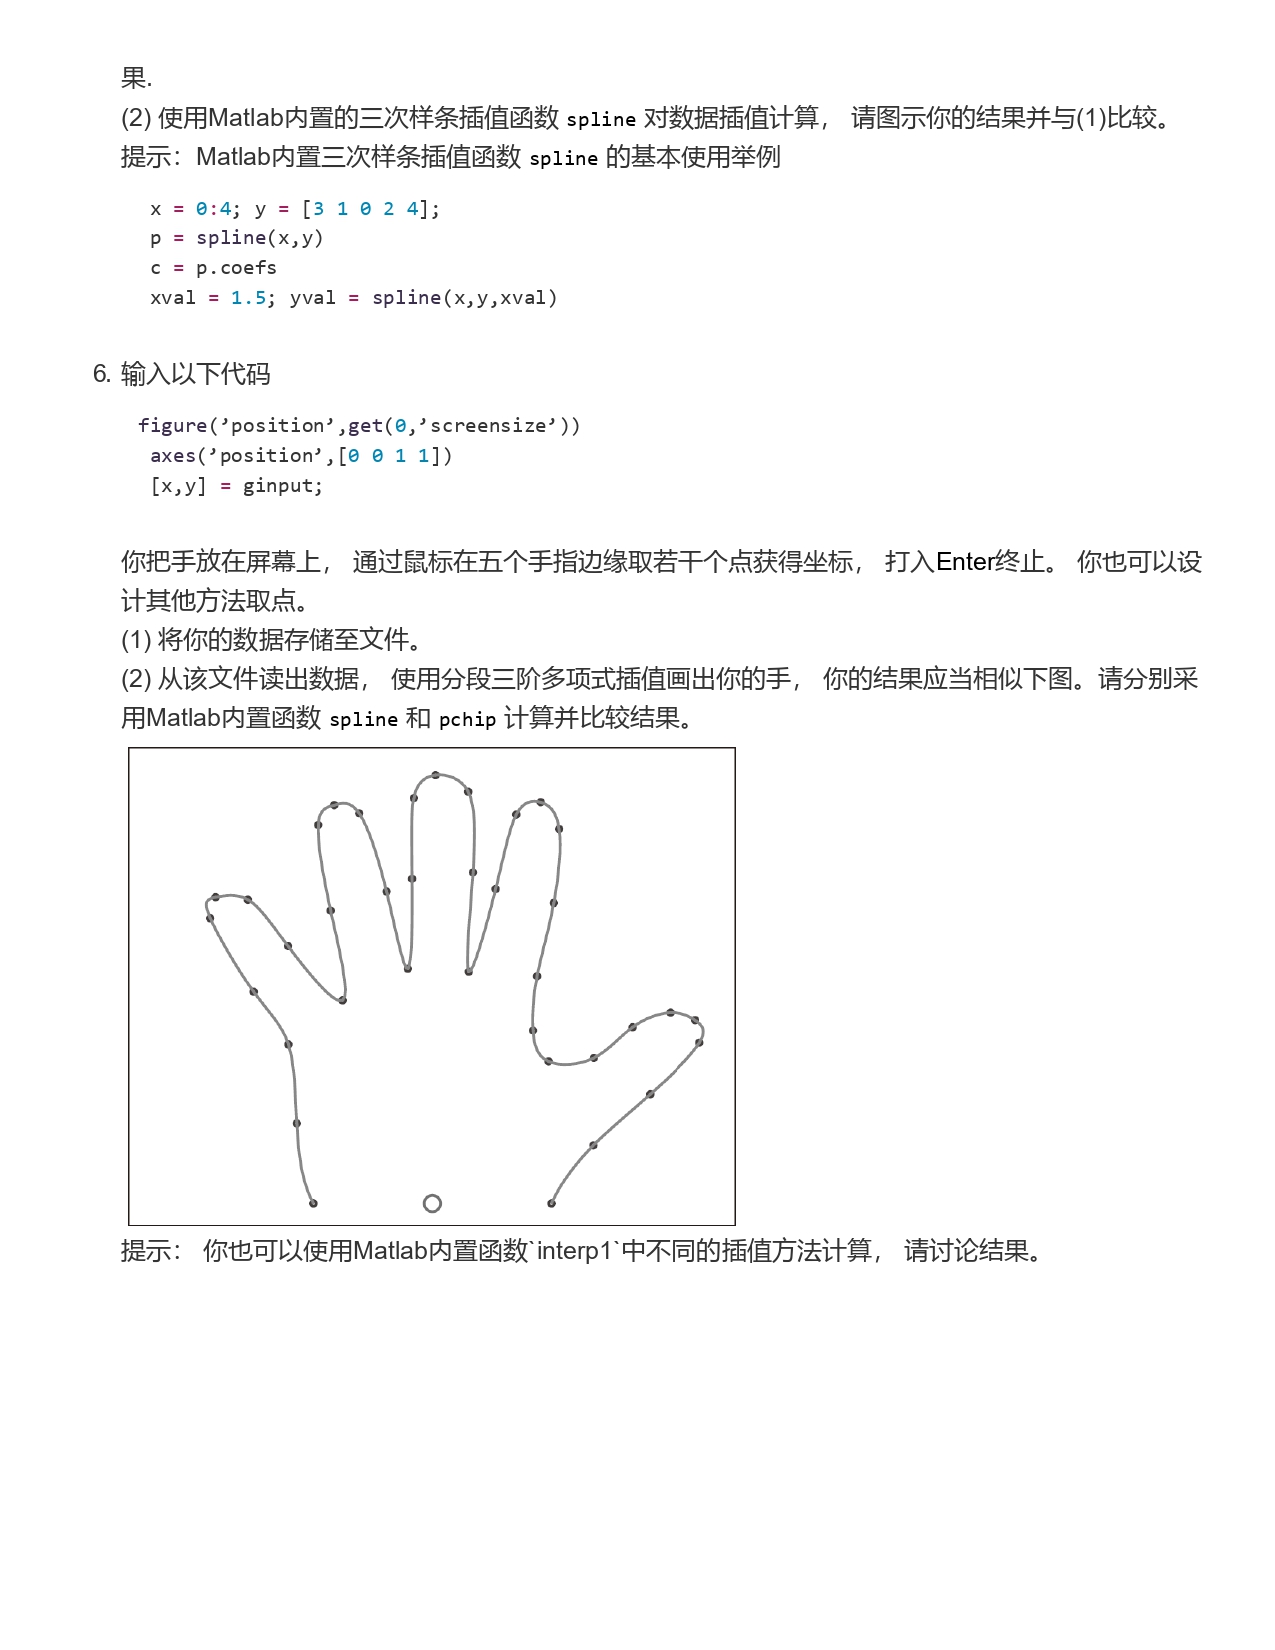 果.
(2) 使用Matlab内置的三次样条插值函数 spline 对数据插值计算， 请图示你的结果并与(1)比较。
提示：Matlab内置三次样条插值函数 spline 的基本使用举例
x = 0:4; y = [3 1 0 2 4];
p = spline(x,y)
c = p.coefs
xval = 1.5; yval = spline(x,y,xval)
6. 输入以下代码
figure(’position’,get(0,’screensize’))
axes(’position’,[0 0 1 1])
[x,y] = ginput;
你把手放在屏幕上， 通过鼠标在五个手指边缘取若干个点获得坐标， 打入Enter终止。 你也可以设
计其他方法取点。
(1) 将你的数据存储至文件。
(2) 从该文件读出数据， 使用分段三阶多项式插值画出你的手， 你的结果应当相似下图。请分别采
用Matlab内置函数 spline 和 pchip 计算并比较结果。
提示： 你也可以使用Matlab内置函数`interp1`中不同的插值方法计算， 请讨论结果。